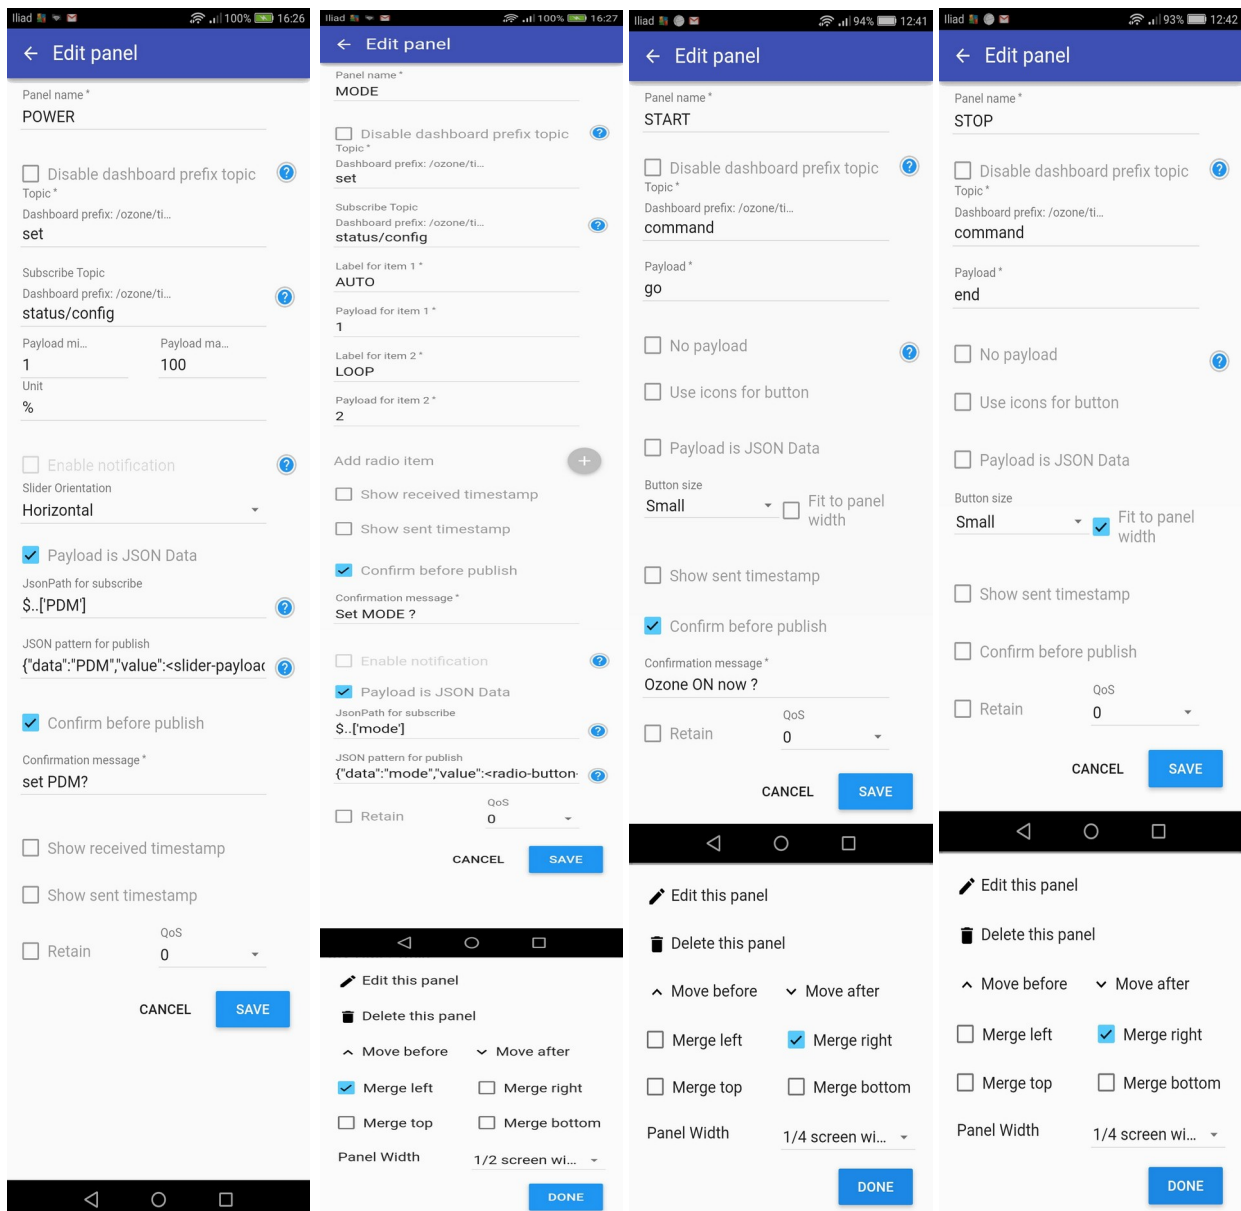 Iliad 100% 16:26
Edit panel
Panel name *
POWER
Disable dashboard prefix topic
Topic *
Dashboard prefix: /ozone/ti...
set
Subscribe Topic
Dashboard prefix: /ozone/ti...
status/config
Payload mi... Payload ma...
1 100
Unit
%
Enable notification
Slider Orientation
Horizontal
Payload is JSON Data
JsonPath for subscribe
$..['PDM']
JSON pattern for publish
{"data":"PDM","value":<slider-payloac
Confirm before publish
Confirmation message *
set PDM?
Show received timestamp
Show sent timestamp
QoS
Retain 0
CANCEL SAVE
Iliad 100% 16:27
Edit panel
Panel name *
MODE
Disable dashboard prefix topic
Topic *
Dashboard prefix: /ozone/ti...
set
Subscribe Topic
Dashboard prefix: /ozone/ti...
status/config
Label for item 1 *
AUTO
Payload for item 1 *
1
Label for item 2 *
LOOP
Payload for item 2 *
2
Add radio item +
Show received timestamp
Show sent timestamp
Confirm before publish
Confirmation message *
Set MODE ?
Enable notification
Payload is JSON Data
JsonPath for subscribe
$..['mode']
JSON pattern for publish
{"data":"mode","value":<radio-button-
QoS
Retain 0
CANCEL SAVE
Edit this panel
Delete this panel
Move before Move after
Merge left Merge right
Merge top Merge bottom
Panel Width 1/2 screen wi...
DONE
Iliad 94% 12:41
Edit panel
Panel name *
START
Disable dashboard prefix topic
Topic *
Dashboard prefix: /ozone/ti...
command
Payload *
go
No payload
Use icons for button
Payload is JSON Data
Button size
Small Fit to panel
width
Show sent timestamp
Confirm before publish
Confirmation message *
Ozone ON now ?
QoS
Retain 0
CANCEL SAVE
Edit this panel
Delete this panel
Move before Move after
Merge left Merge right
Merge top Merge bottom
Panel Width 1/4 screen wi...
DONE
Iliad 93% 12:42
Edit panel
Panel name *
STOP
Disable dashboard prefix topic
Topic *
Dashboard prefix: /ozone/ti...
command
Payload *
end
No payload
Use icons for button
Payload is JSON Data
Button size
Small Fit to panel
width
Show sent timestamp
Confirm before publish
QoS
Retain 0
CANCEL SAVE
Edit this panel
Delete this panel
Move before Move after
Merge left Merge right
Merge top Merge bottom
Panel Width 1/4 screen wi...
DONE